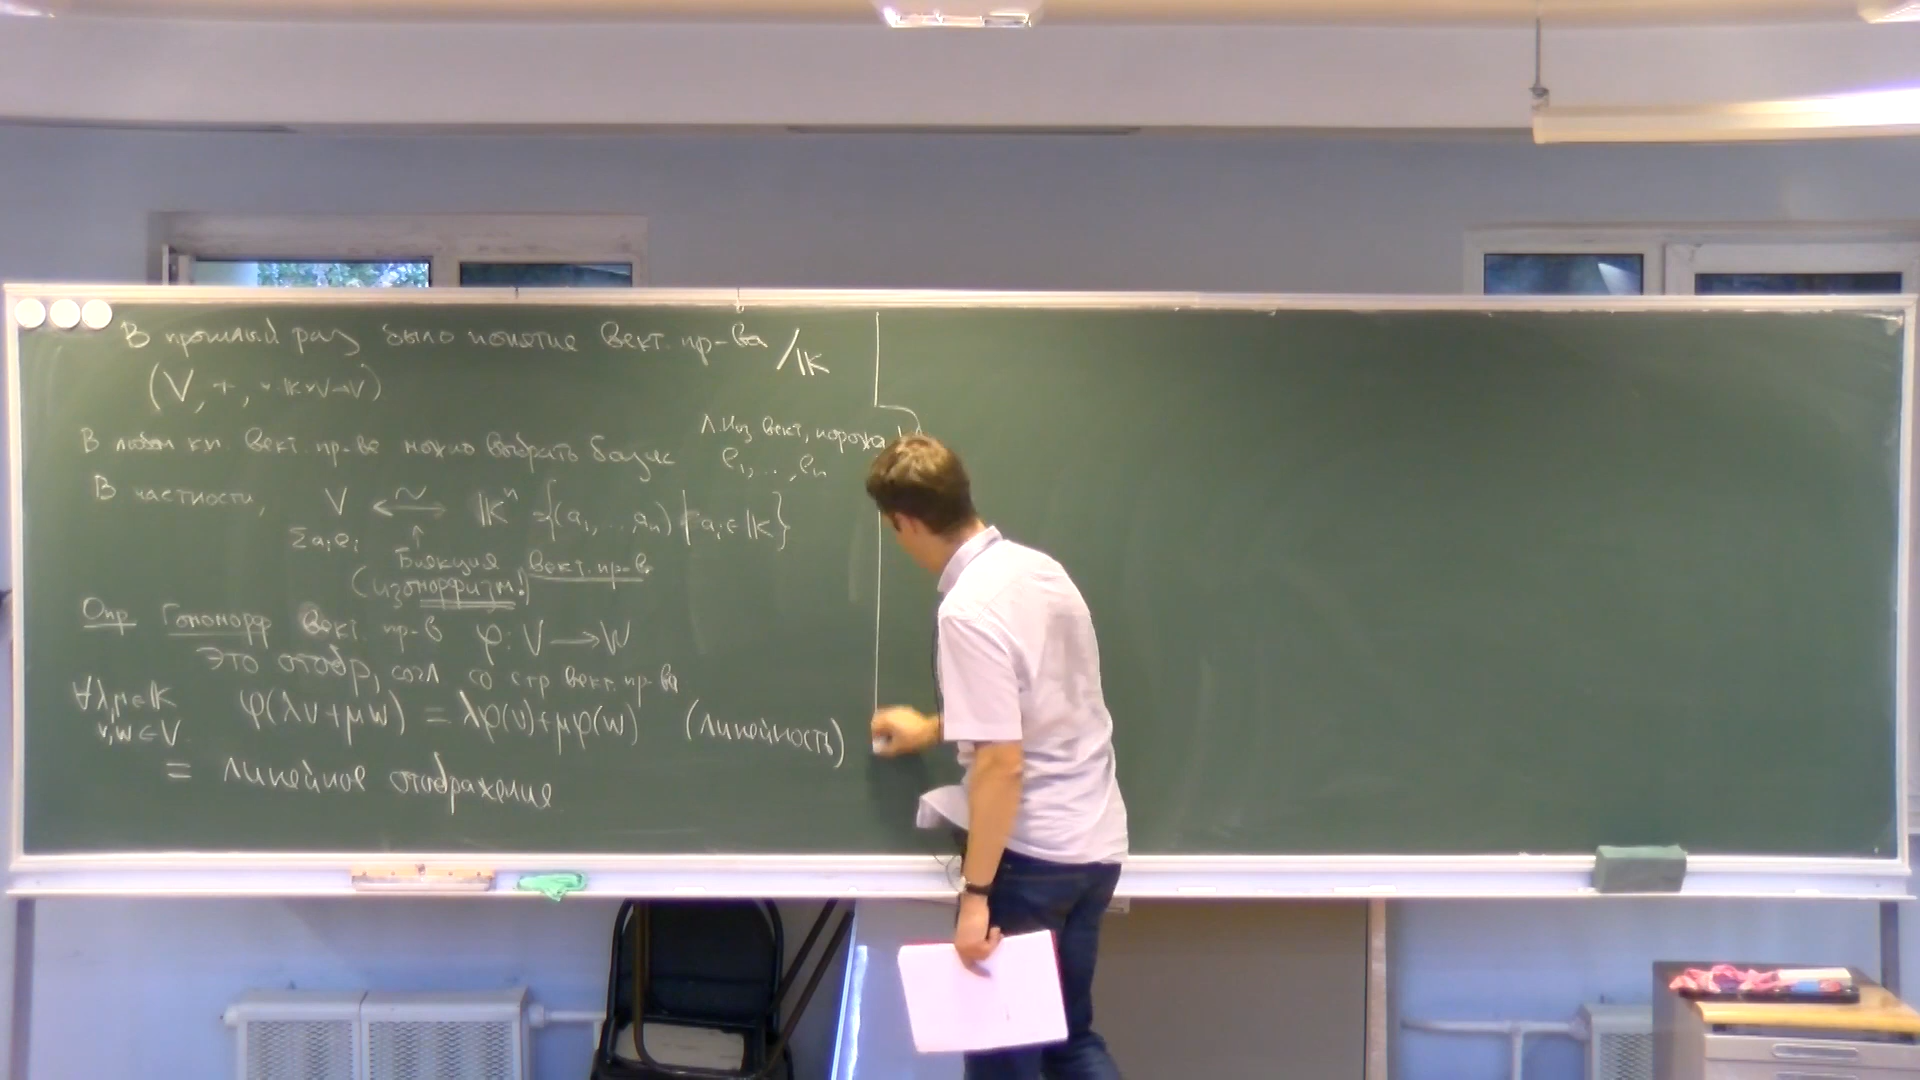 В прошлый раз было понятие вект. пр-ва /𝕂
(V, +, · 𝕂×V→V)
В любом к.м. вект. пр-ве можно выбрать базис
Л.Нз вект, порожд
e₁, ..., eₙ
В частности, V ⟷~ 𝕂ⁿ = {(a₁, ..., aₙ) | aᵢ ∈ 𝕂}
Σaᵢeᵢ ↑
Биекция вект. пр-в
(изоморфизм!)
Опр Гомоморф вект. пр-в φ: V → W
это отобр, согл со стр вект. пр-ва
∀λ,μ∈𝕂
v,w ∈ V
φ(λv+μw) = λφ(v)+μφ(w) (линейность)
= линейное отображение